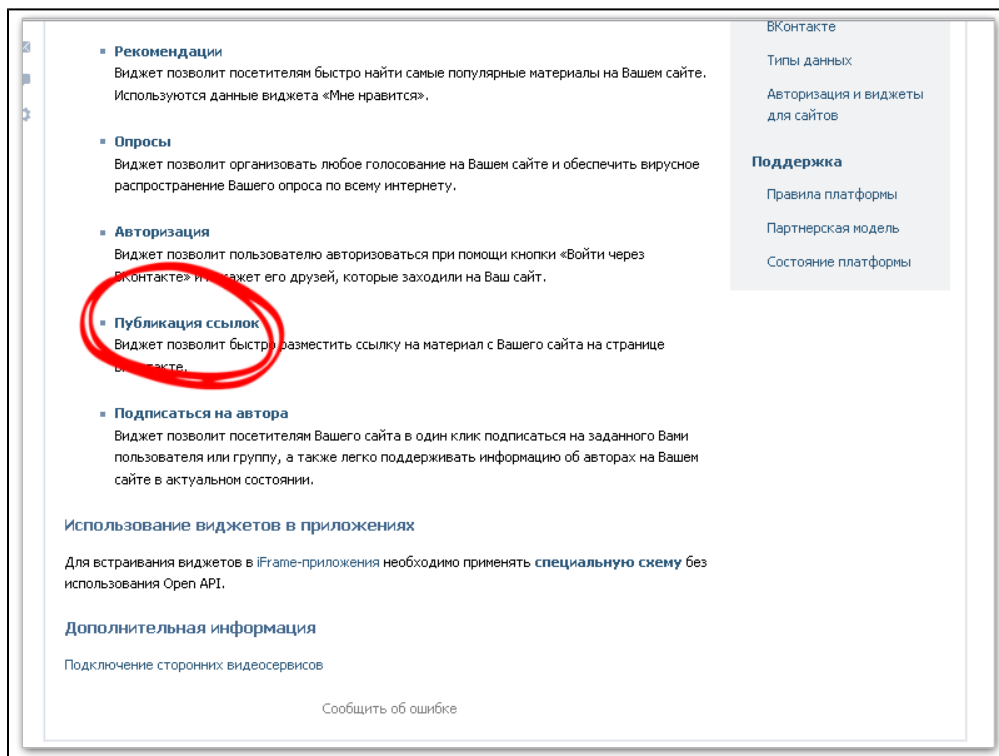 Рекомендации
Виджет позволит посетителям быстро найти самые популярные материалы на Вашем сайте.
Используются данные виджета «Мне нравится».
Опросы
Виджет позволит организовать любое голосование на Вашем сайте и обеспечить вирусное
распространение Вашего опроса по всему интернету.
Авторизация
Виджет позволит пользователю авторизоваться при помощи кнопки «Войти через
ВКонтакте» и его друзей, которые заходили на Ваш сайт.
Публикация ссылок
Виджет позволит быстро разместить ссылку на материал с Вашего сайта на странице
ВКонтакте.
Подписаться на автора
Виджет позволит посетителям Вашего сайта в один клик подписаться на заданного Вами
пользователя или группу, а также легко поддерживать информацию об авторах на Вашем
сайте в актуальном состоянии.
Использование виджетов в приложениях
Для встраивания виджетов в iFrame-приложения необходимо применять специальную схему без
использования Open API.
Дополнительная информация
Подключение сторонних видеосервисов
Сообщить об ошибке
ВКонтакте
Типы данных
Авторизация и виджеты
для сайтов
Поддержка
Правила платформы
Партнерская модель
Состояние платформы